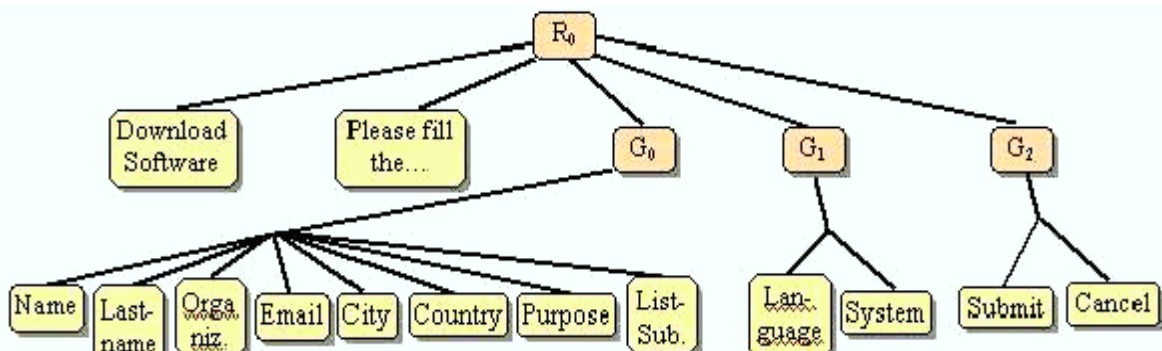 R₀
Download
Software
Please fill
the....
G₀
G₁
G₂
Name
Last-
name
Orga
niz.
Email
City
Country
Purpose
List-
Sub.
Lan-
guage
System
Submit
Cancel